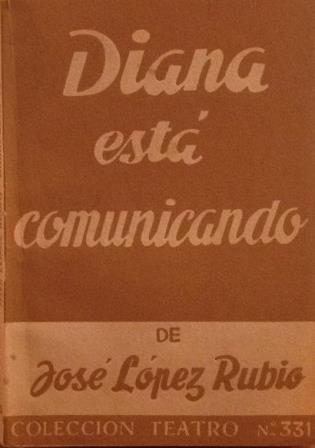 Diana
está
comunicando
DE
José López Rubio
COLECCION TEATRO Nº 331